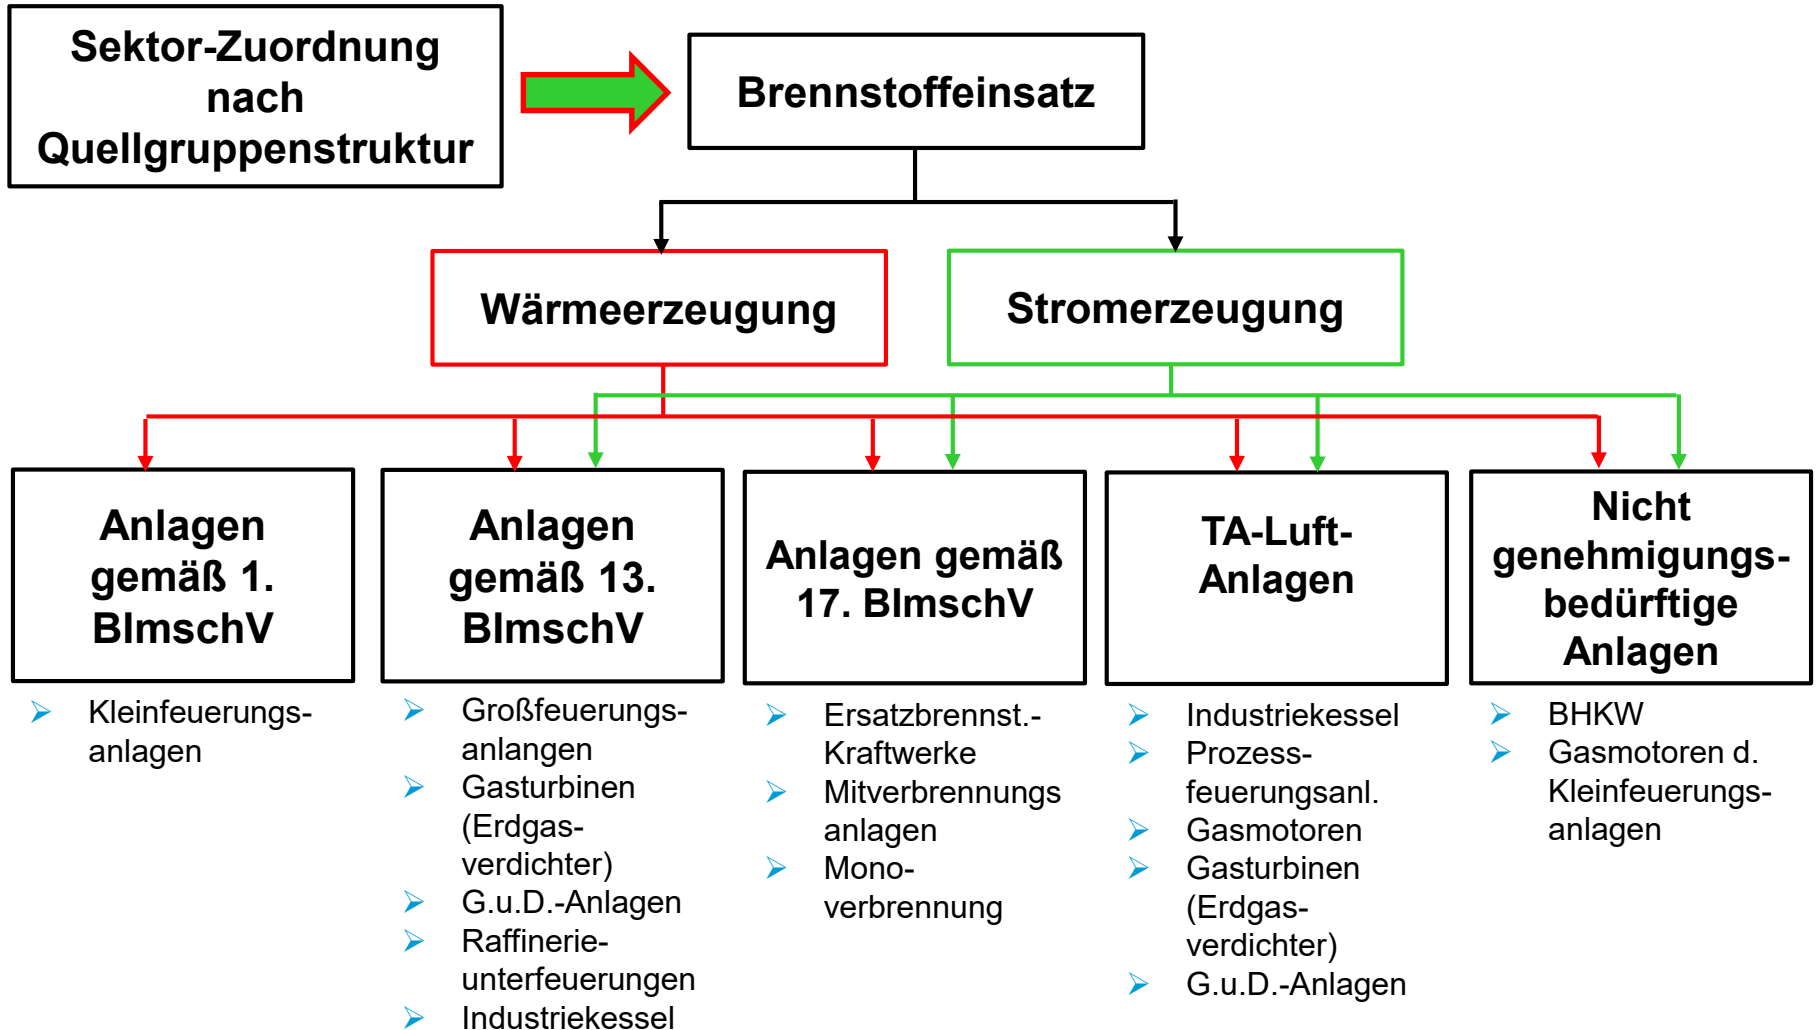 Sektor-Zuordnung
nach
Quellgruppenstruktur
Brennstoffeinsatz
Wärmeerzeugung
Stromerzeugung
Anlagen
gemäß 1.
BImschV
Anlagen
gemäß 13.
BImschV
Anlagen gemäß
17. BImschV
TA-Luft-
Anlagen
Nicht
genehmigungs-
bedürftige
Anlagen
Kleinfeuerungs-
anlagen
Großfeuerungs-
anlangen
Gasturbinen
(Erdgas-
verdichter)
G.u.D.-Anlagen
Raffinerie-
unterfeuerungen
Industriekessel
Ersatzbrennst.-
Kraftwerke
Mitverbrennungs
anlagen
Mono-
verbrennung
Industriekessel
Prozess-
feuerungsanl.
Gasmotoren
Gasturbinen
(Erdgas-
verdichter)
G.u.D.-Anlagen
BHKW
Gasmotoren d.
Kleinfeuerungs-
anlagen